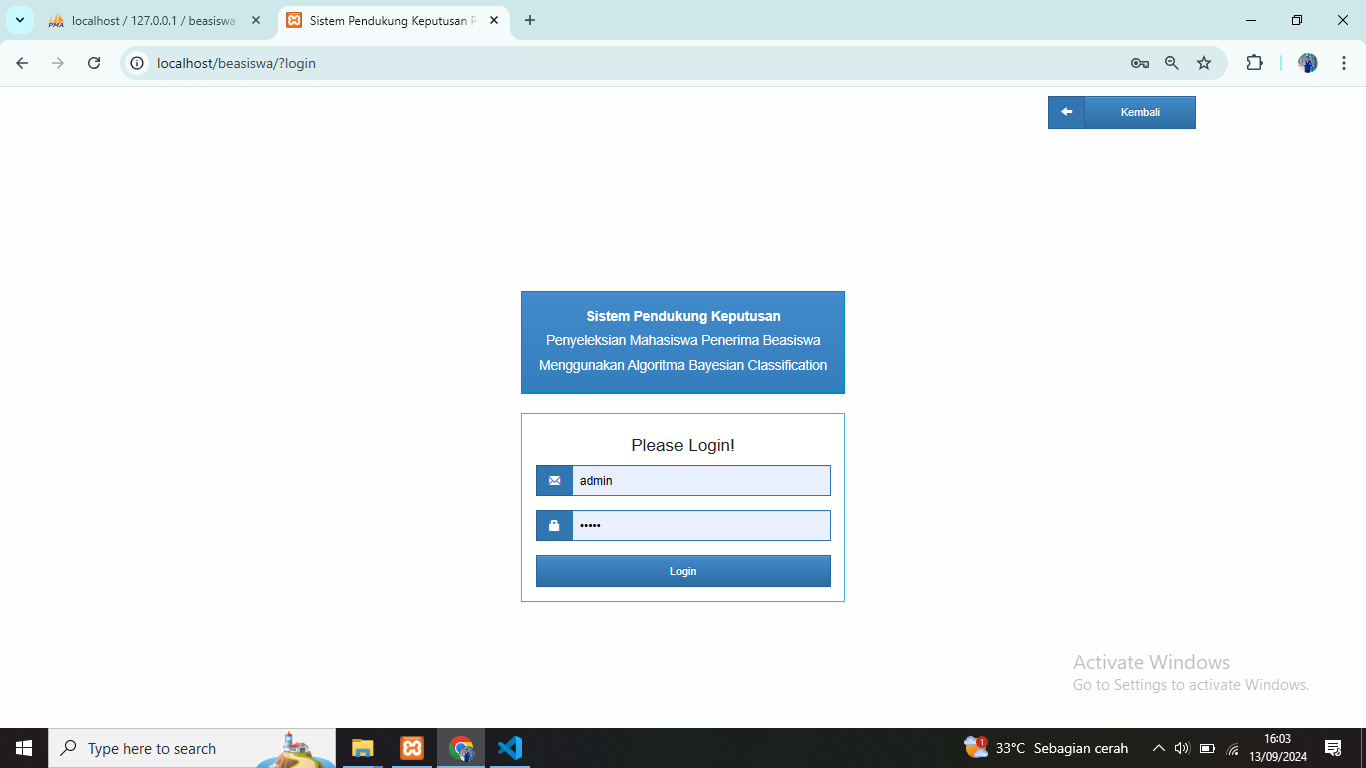 localhost / 127.0.0.1 / beasiswa
Sistem Pendukung Keputusan P
localhost/beasiswa/?login
Kembali
Sistem Pendukung Keputusan
Penyeleksian Mahasiswa Penerima Beasiswa
Menggunakan Algoritma Bayesian Classification
Please Login!
admin
•••••
Login
Activate Windows
Go to Settings to activate Windows.
Type here to search
1
33°C Sebagian cerah
16:03
13/09/2024